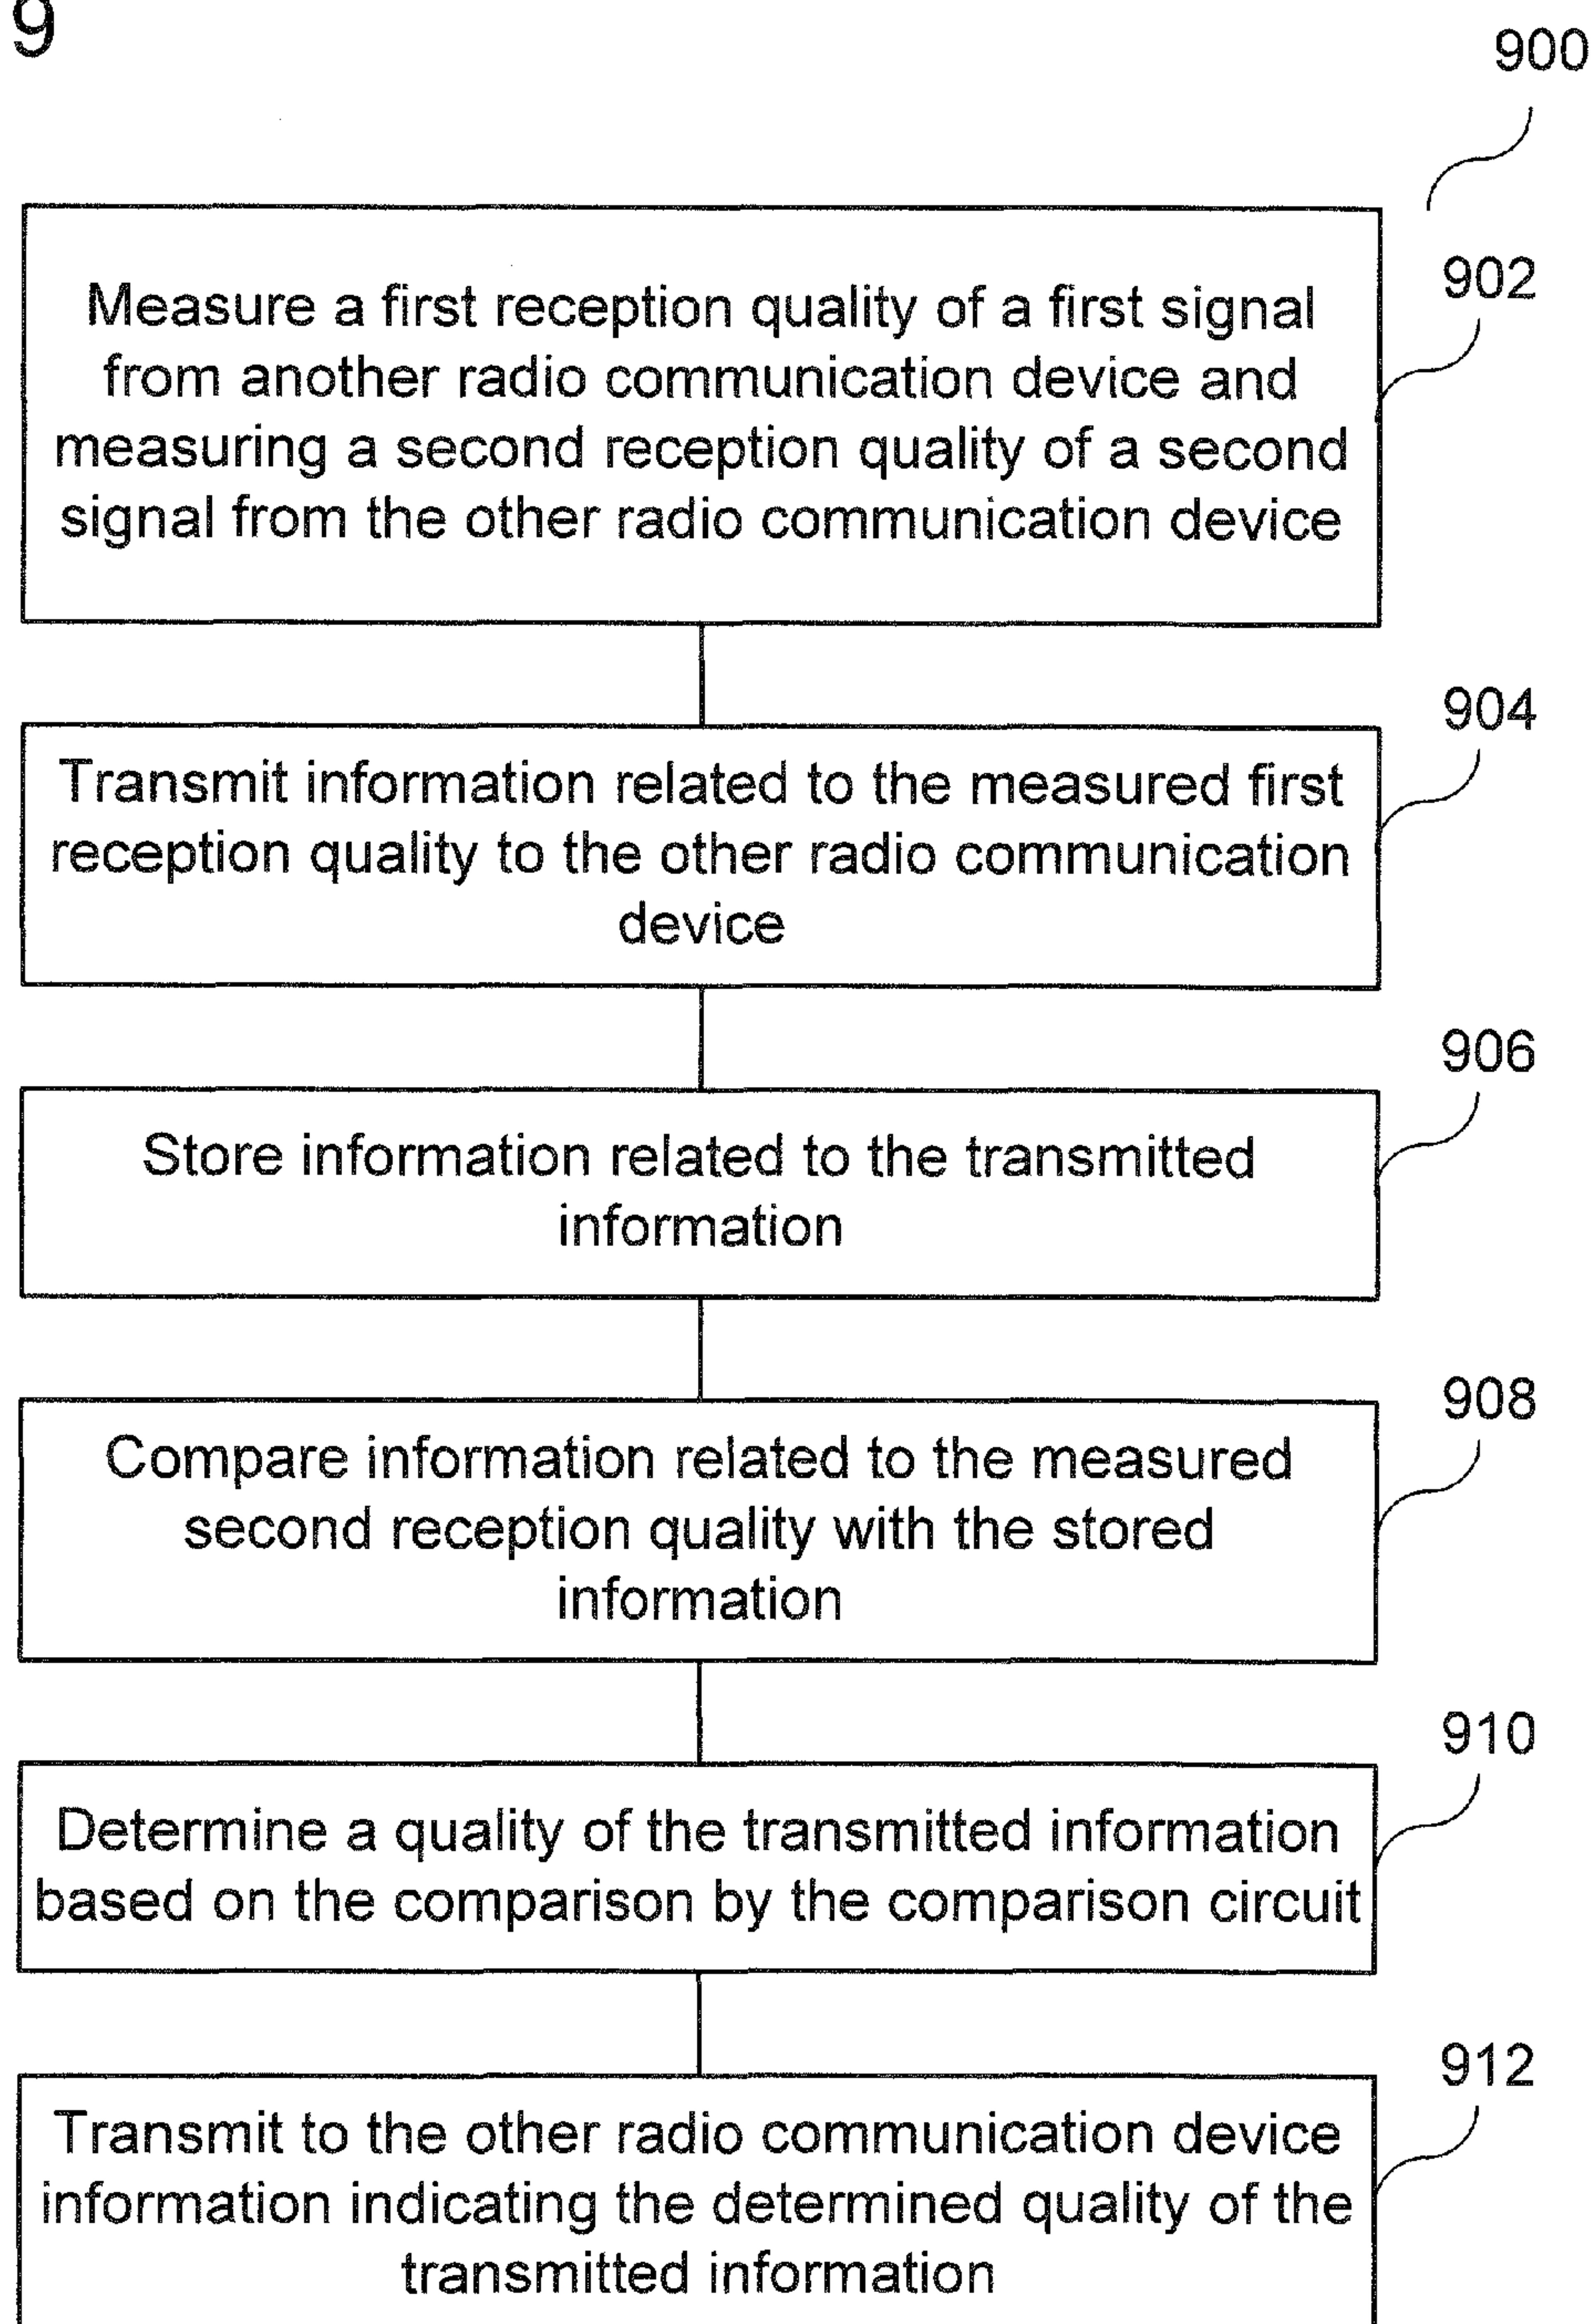 9
900
902
Measure a first reception quality of a first signal
from another radio communication device and
measuring a second reception quality of a second
signal from the other radio communication device
904
Transmit information related to the measured first
reception quality to the other radio communication
device
906
Store information related to the transmitted
information
908
Compare information related to the measured
second reception quality with the stored
information
910
Determine a quality of the transmitted information
based on the comparison by the comparison circuit
912
Transmit to the other radio communication device
information indicating the determined quality of the
transmitted information